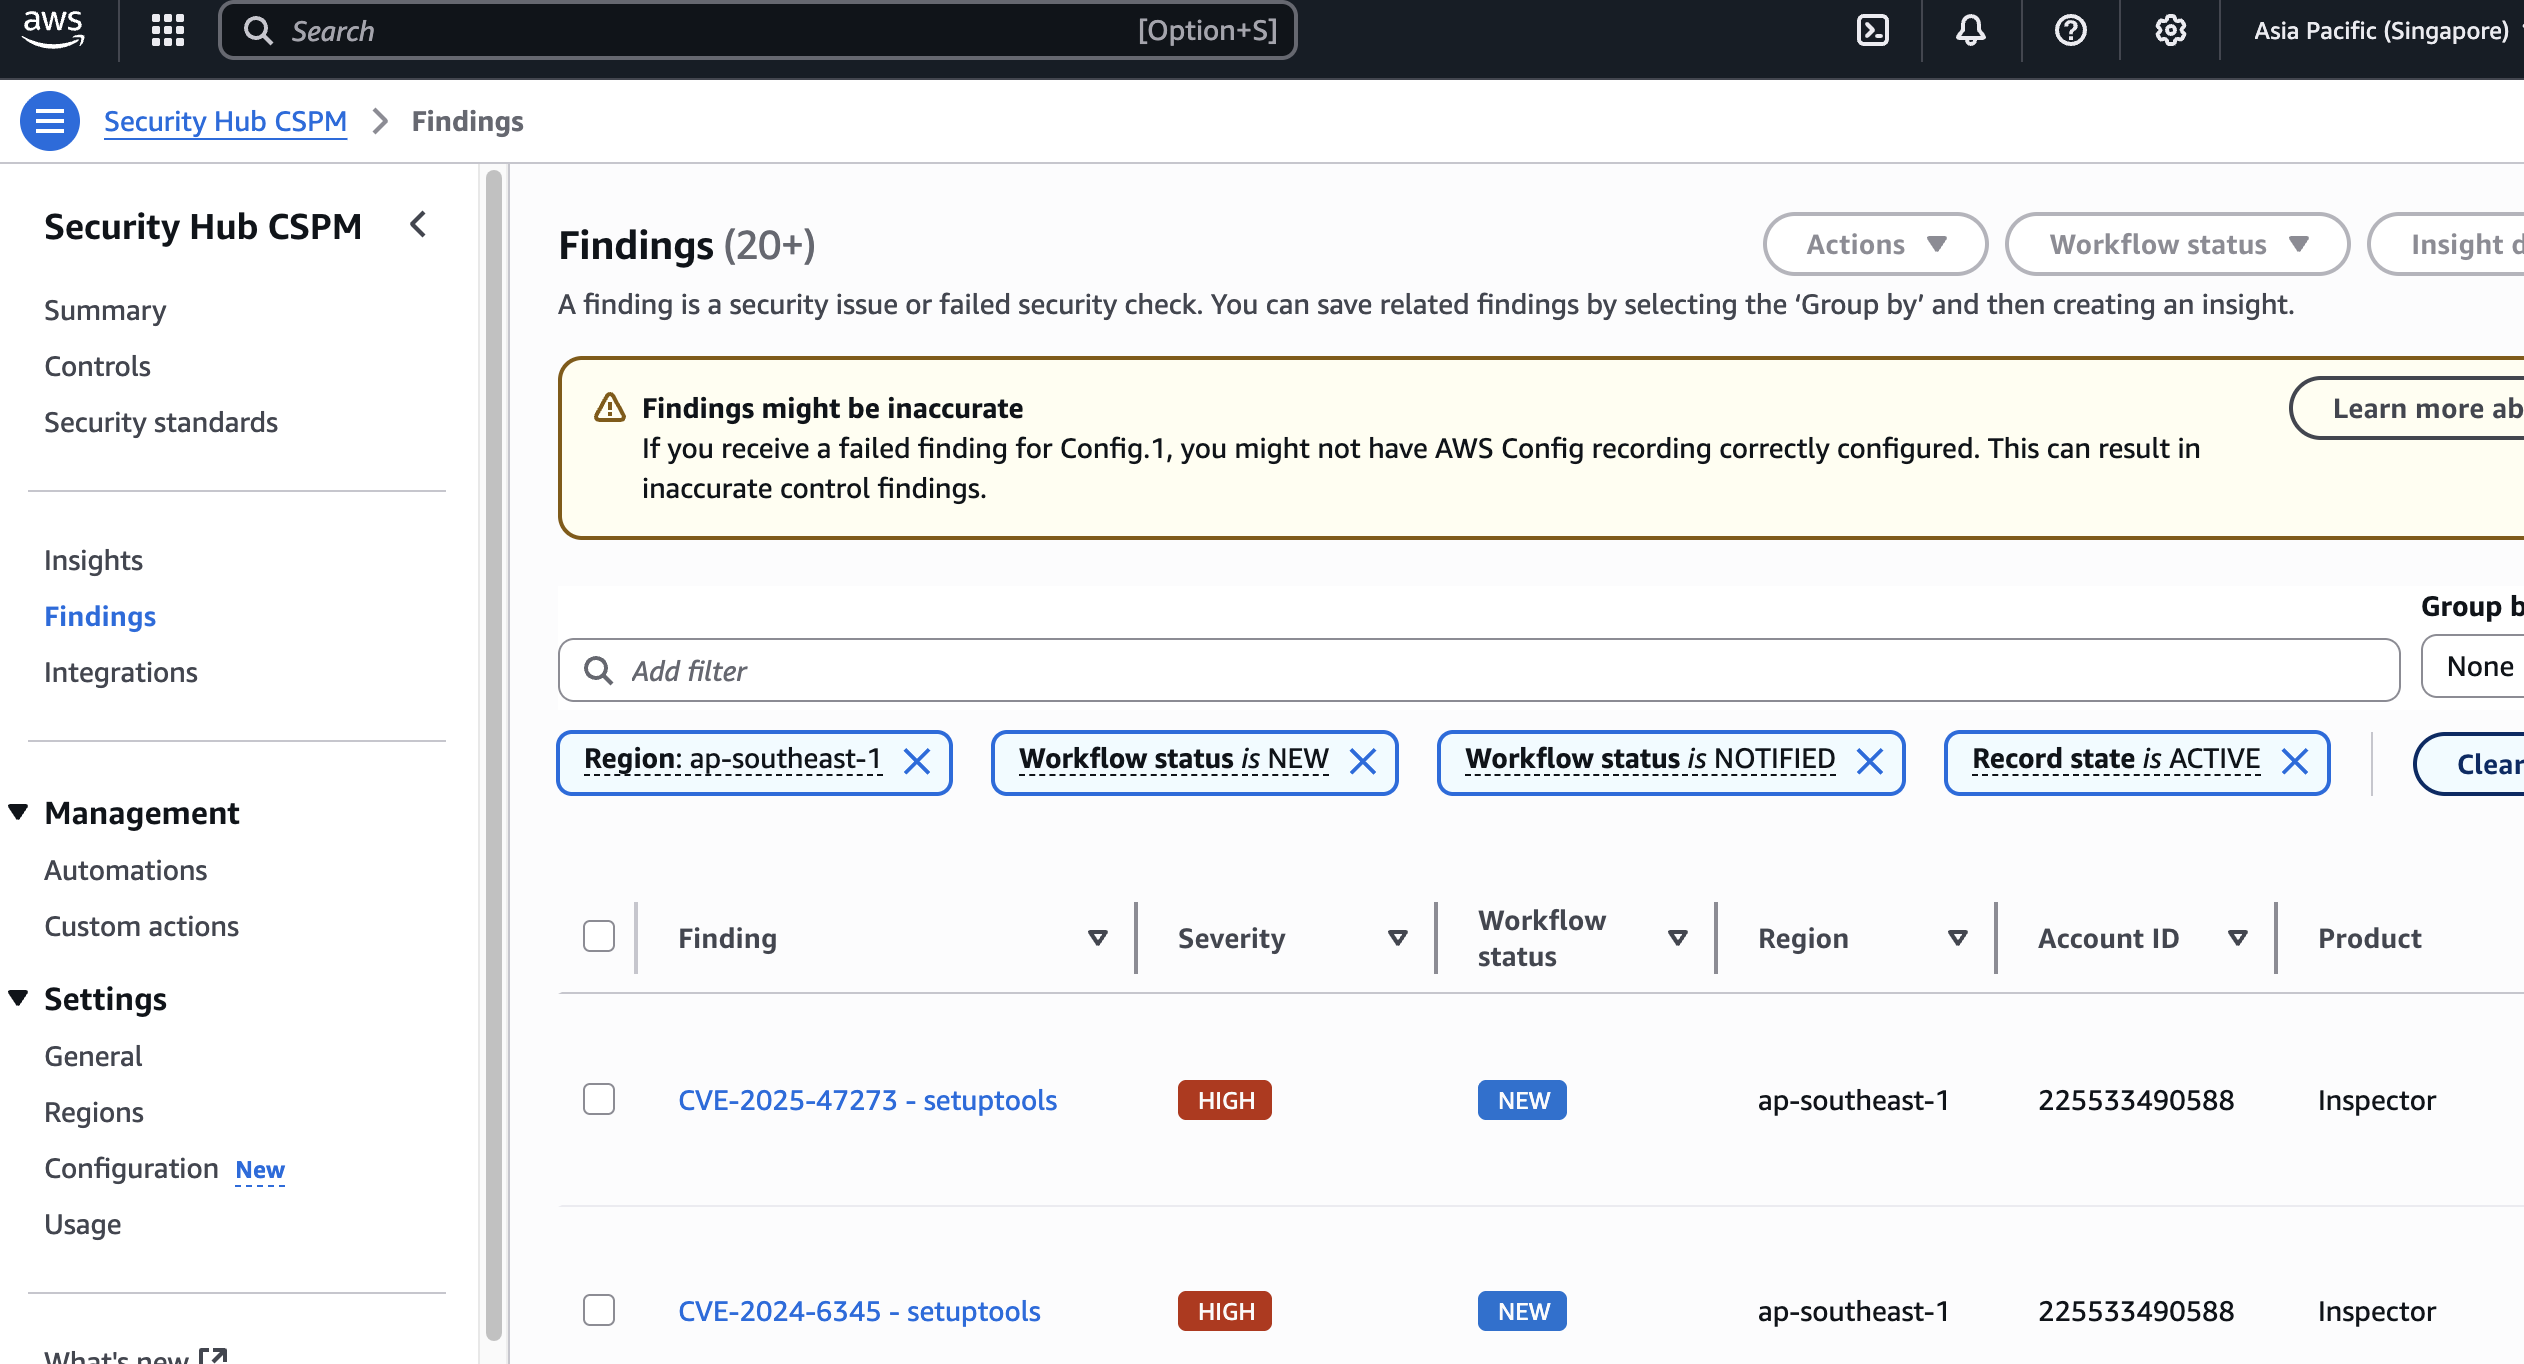 aws
Search
[Option+S]
Asia Pacific (Singapore)
Security Hub CSPM
Findings
Security Hub CSPM
Summary
Controls
Security standards
Insights
Findings
Integrations
Management
Automations
Custom actions
Settings
General
Regions
Configuration New
Usage
What's new
Findings (20+)
Actions
Workflow status
Insight d
A finding is a security issue or failed security check. You can save related findings by selecting the ‘Group by’ and then creating an insight.
Findings might be inaccurate
If you receive a failed finding for Config.1, you might not have AWS Config recording correctly configured. This can result in
inaccurate control findings.
Learn more ab
Group b
Add filter
None
Region: ap-southeast-1
Workflow status is NEW
Workflow status is NOTIFIED
Record state is ACTIVE
Clear
Finding
Severity
Workflow
status
Region
Account ID
Product
CVE-2025-47273 - setuptools HIGH NEW ap-southeast-1 225533490588 Inspector
CVE-2024-6345 - setuptools HIGH NEW ap-southeast-1 225533490588 Inspector